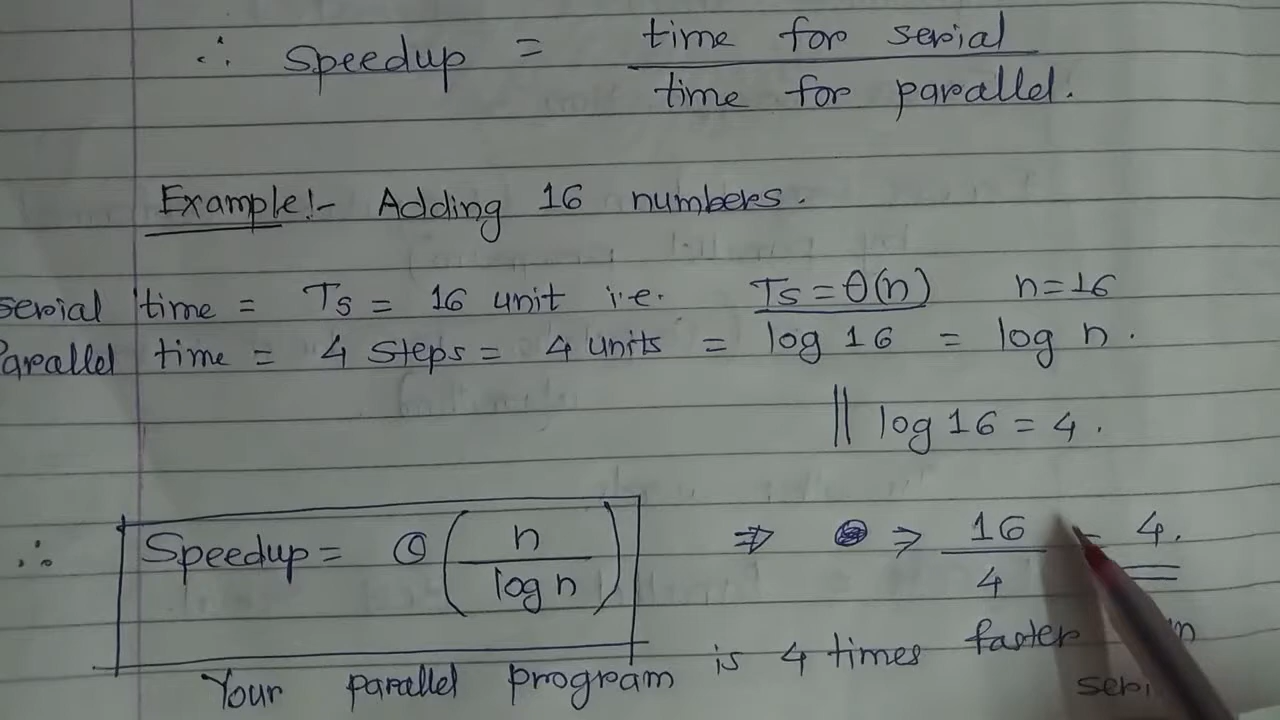 ∴ Speedup = time for serial / time for parallel.
Example:- Adding 16 numbers.
serial time = Ts = 16 unit i.e. Ts = θ(n) n=16
Parallel time = 4 steps = 4 units = log 16 = log n.
|| log 16 = 4.
∴ Speedup = Θ(n / log n) ⇒ ⇒ 16/4 = 4.
Your parallel program is 4 times faster